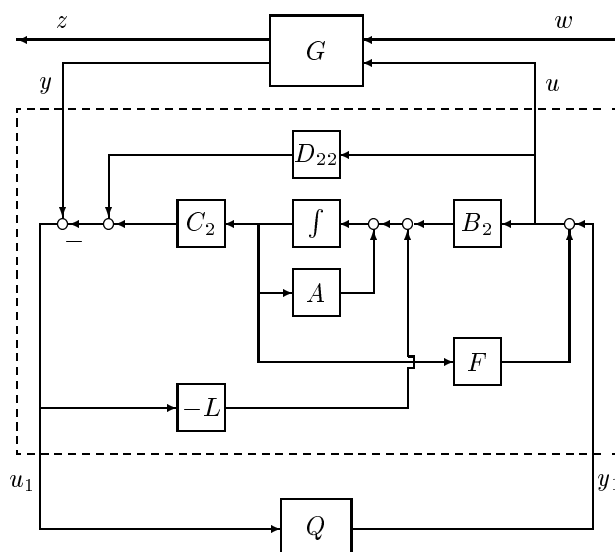 z
w
G
y
u
D₂₂
C₂
∫
B₂
−
A
F
−L
u₁
y₁
Q